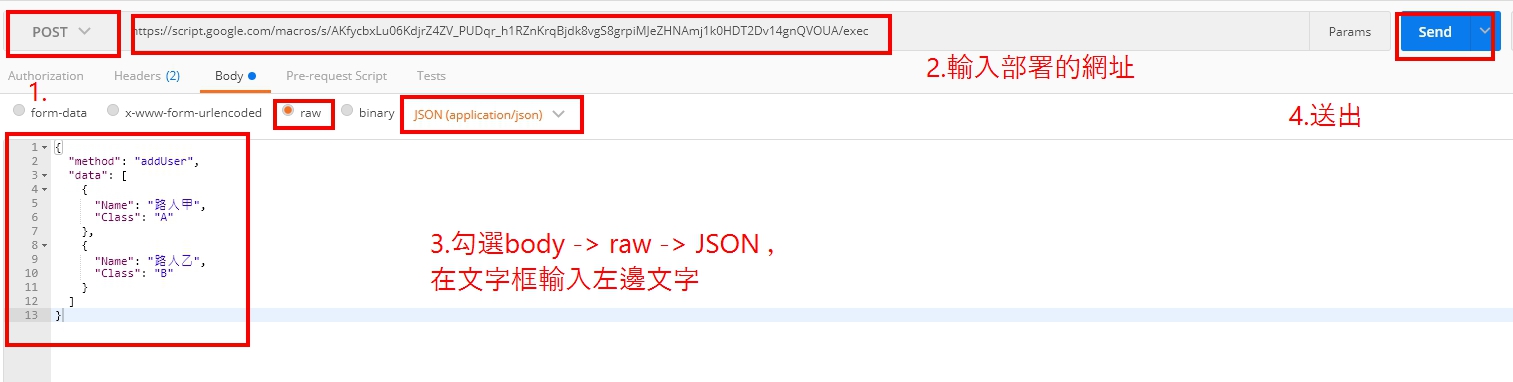 POST
https://script.google.com/macros/s/AKfycbxLu06KdjrZ4ZV_PUDqr_h1RZnKrqBjdk8vgS8grpiMJeZHNAmj1k0HDT2Dv14gnQVOUA/exec
Params
Send
2.輸入部署的網址
Authorization
Headers (2)
Body
Pre-request Script
Tests
1.
form-data
x-www-form-urlencoded
raw
binary
JSON (application/json)
4.送出
1 {
2 "method": "addUser",
3 "data": [
4 {
5 "Name": "路人甲",
6 "Class": "A"
7 },
8 {
9 "Name": "路人乙",
10 "Class": "B"
11 }
12 ]
13 }
3.勾選body -> raw -> JSON ,
在文字框輸入左邊文字